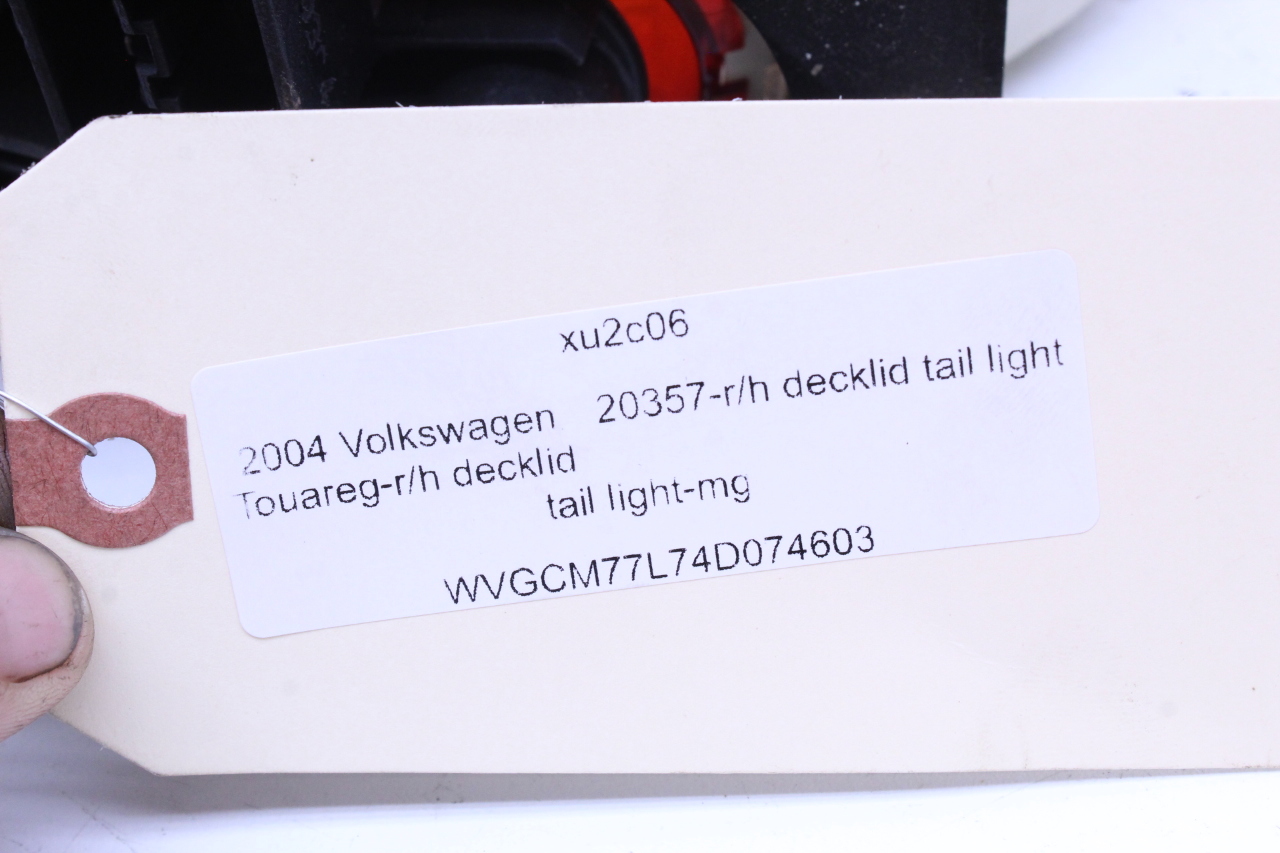 xu2c06
2004 Volkswagen 20357-r/h decklid tail light
Touareg-r/h decklid
tail light-mg
WVGCM77L74D074603